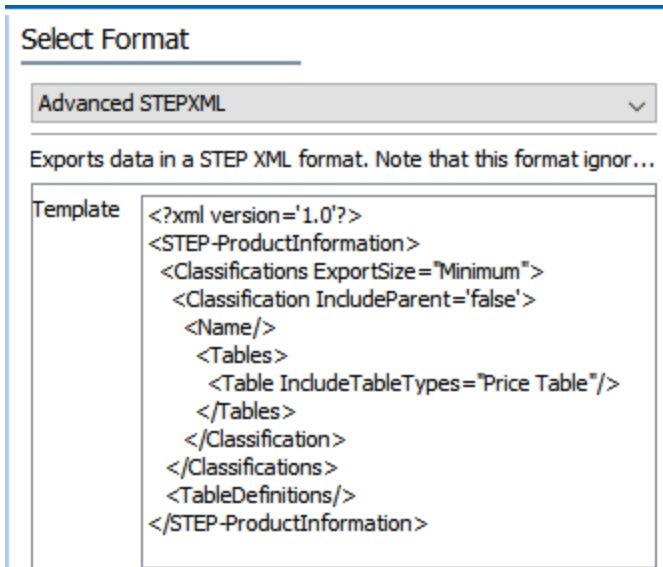 Select Format
Advanced STEPXML
Exports data in a STEP XML format. Note that this format ignor...
Template
<?xml version='1.0'?>
<STEP-ProductInformation>
<Classifications ExportSize="Minimum">
<Classification IncludeParent='false'>
<Name/>
<Tables>
<Table IncludeTableTypes="Price Table"/>
</Tables>
</Classification>
</Classifications>
<TableDefinitions/>
</STEP-ProductInformation>